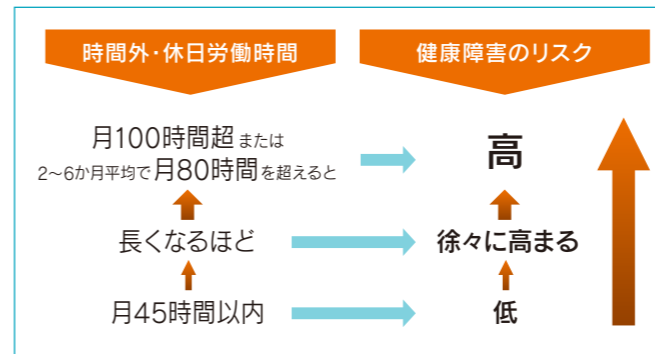 時間外・休日労働時間
健康障害のリスク
月100時間超または
2〜6か月平均で月80時間を超えると
高
長くなるほど
徐々に高まる
月45時間以内
低